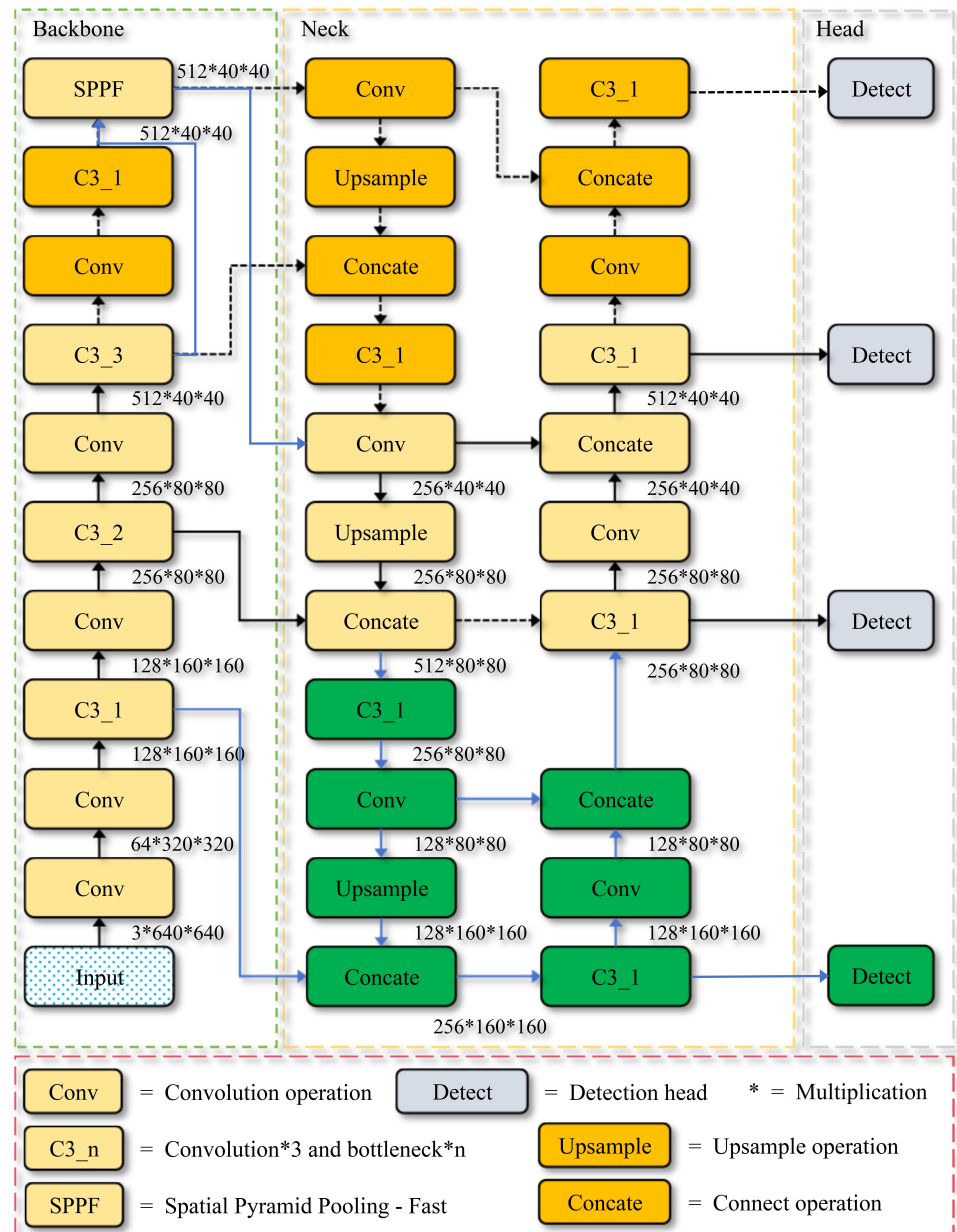 Backbone
Neck
Head
SPPF
512*40*40
Conv
C3_1
Detect
512*40*40
C3_1
Upsample
Concate
Conv
Concate
Conv
C3_3
C3_1
C3_1
Detect
512*40*40
512*40*40
Conv
Conv
Concate
256*80*80
256*40*40
256*40*40
C3_2
Upsample
Conv
256*80*80
256*80*80
256*80*80
Conv
Concate
C3_1
Detect
128*160*160
512*80*80
256*80*80
C3_1
C3_1
128*160*160
256*80*80
Conv
Conv
Concate
64*320*320
128*80*80
128*80*80
Conv
Upsample
Conv
3*640*640
128*160*160
128*160*160
Input
Concate
C3_1
Detect
256*160*160
Conv = Convolution operation
Detect = Detection head
* = Multiplication
C3_n = Convolution*3 and bottleneck*n
Upsample = Upsample operation
SPPF = Spatial Pyramid Pooling - Fast
Concate = Connect operation